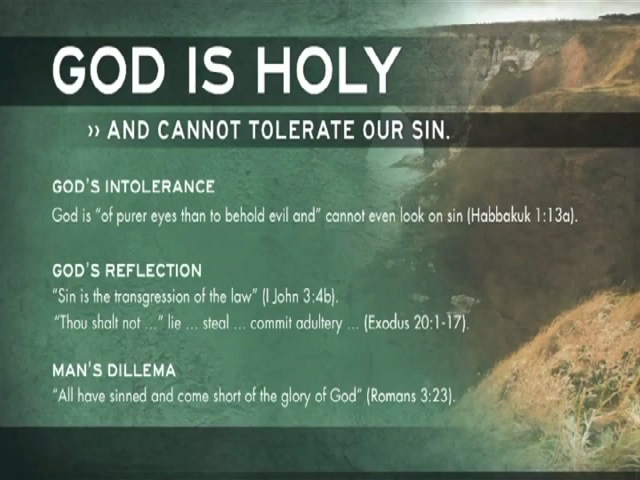 GOD IS HOLY
›› AND CANNOT TOLERATE OUR SIN.
GOD'S INTOLERANCE
God is "of purer eyes than to behold evil and" cannot even look on sin (Habbakuk 1:13a).
GOD'S REFLECTION
"Sin is the transgression of the law" (I John 3:4b).
"Thou shalt not ..." lie ... steal ... commit adultery ... (Exodus 20:1-17).
MAN'S DILLEMA
"All have sinned and come short of the glory of God" (Romans 3:23).